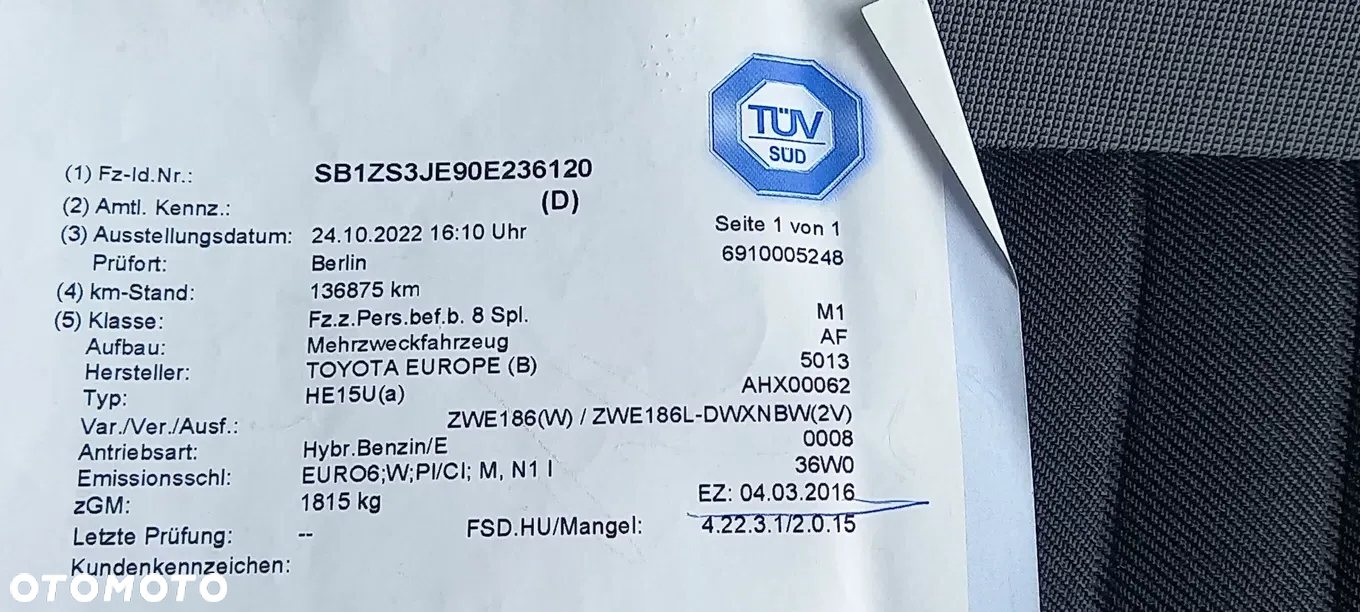 TÜV
SÜD
(1) Fz-Id.Nr.: SB1ZS3JE90E236120
(2) Amtl. Kennz.: (D)
(3) Ausstellungsdatum: 24.10.2022 16:10 Uhr Seite 1 von 1
Prüfort: Berlin 6910005248
(4) km-Stand: 136875 km
(5) Klasse: Fz.z.Pers.bef.b. 8 Spl. M1
Aufbau: Mehrzweckfahrzeug AF
Hersteller: TOYOTA EUROPE (B) 5013
Typ: HE15U(a) AHX00062
Var./Ver./Ausf.: ZWE186(W) / ZWE186L-DWXNBW(2V)
Antriebsart: Hybr.Benzin/E 0008
Emissionsschl: EURO6;W;PI/CI; M, N1 I 36W0
zGM: 1815 kg EZ: 04.03.2016
Letzte Prüfung: -- FSD.HU/Mangel: 4.22.3.1/2.0.15
Kundenkennzeichen:
OTOMOTO